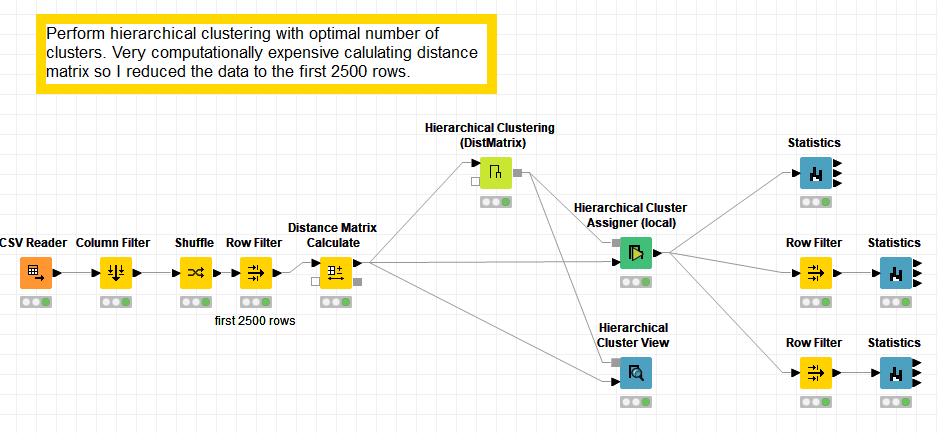 Perform hierarchical clustering with optimal number of
clusters. Very computationally expensive calulating distance
matrix so I reduced the data to the first 2500 rows.
Hierarchical Clustering
(DistMatrix)
Statistics
Hierarchical Cluster
Assigner (local)
CSV Reader
Column Filter
Shuffle
Row Filter
Distance Matrix
Calculate
Row Filter
Statistics
first 2500 rows
Hierarchical
Cluster View
Row Filter
Statistics